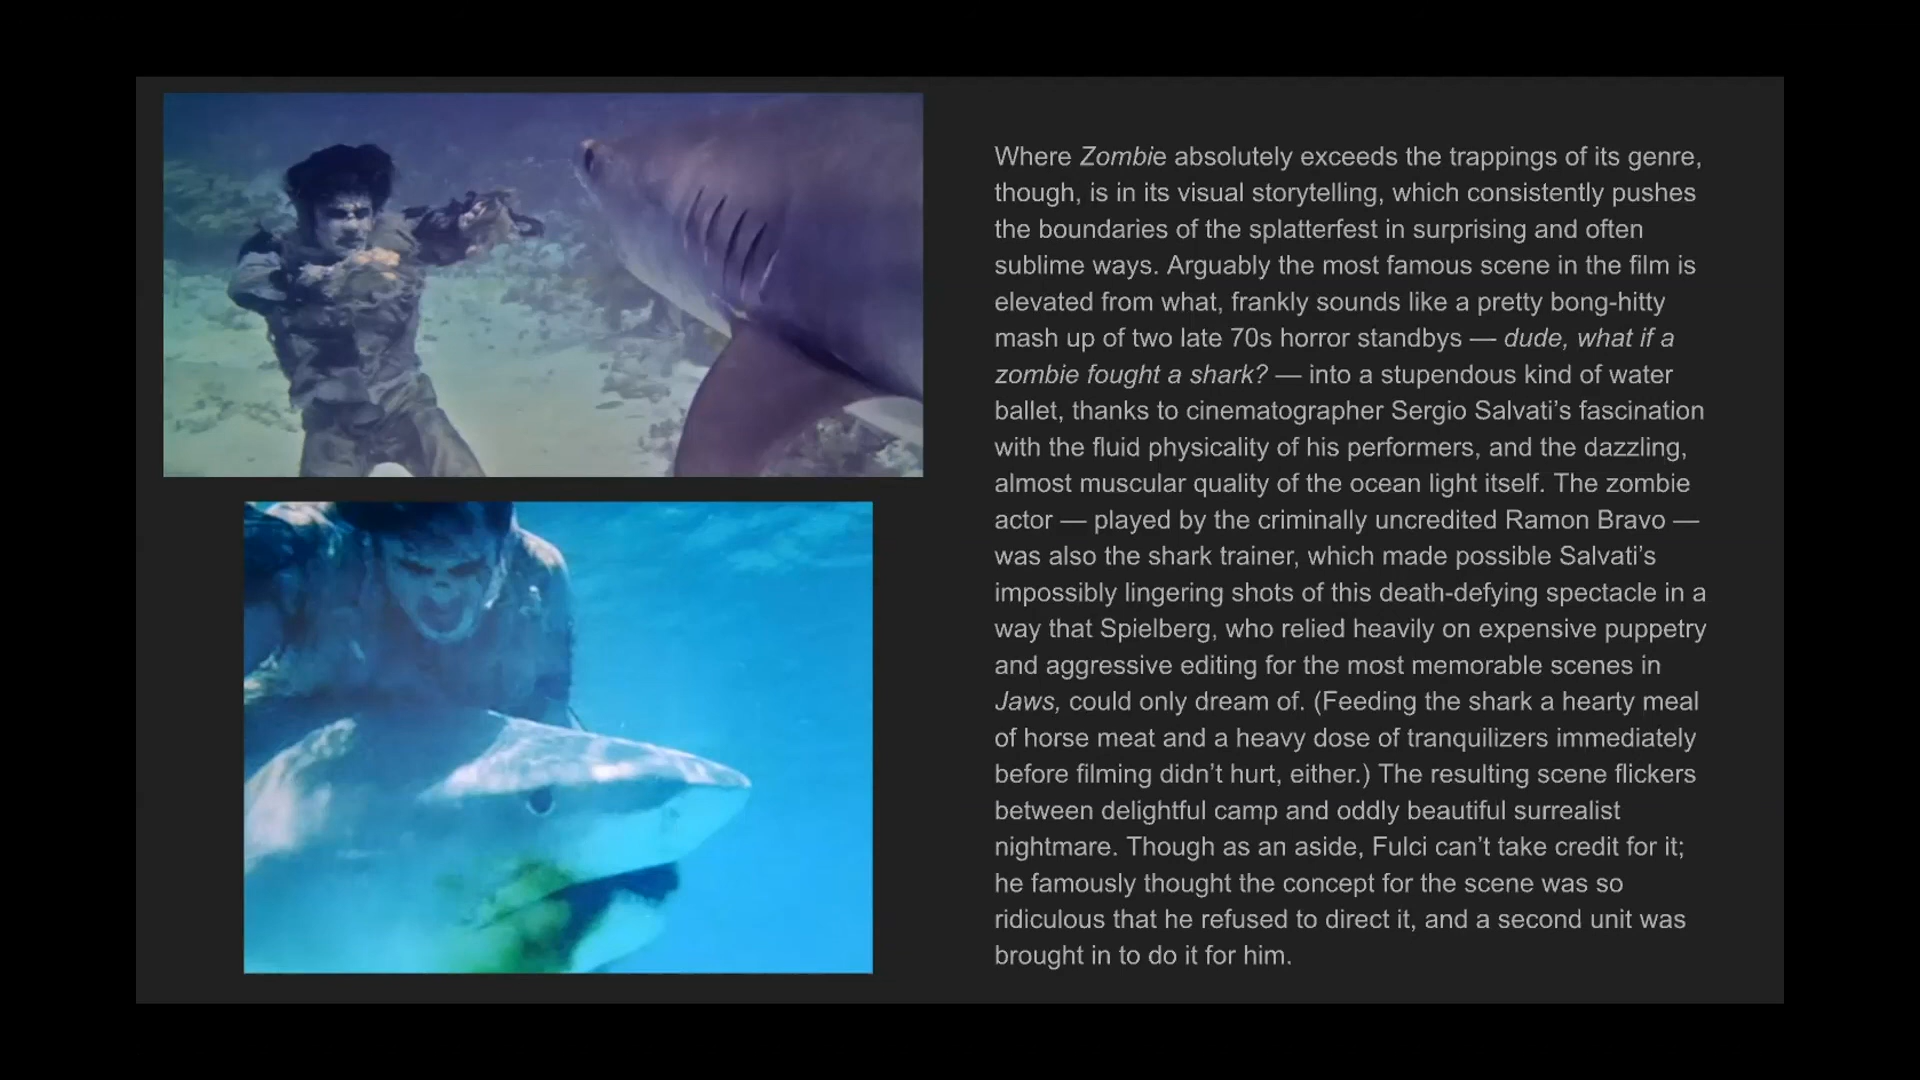 Where Zombie absolutely exceeds the trappings of its genre,
though, is in its visual storytelling, which consistently pushes
the boundaries of the splatterfest in surprising and often
sublime ways. Arguably the most famous scene in the film is
elevated from what, frankly sounds like a pretty bong-hitty
mash up of two late 70s horror standbys — dude, what if a
zombie fought a shark? — into a stupendous kind of water
ballet, thanks to cinematographer Sergio Salvati’s fascination
with the fluid physicality of his performers, and the dazzling,
almost muscular quality of the ocean light itself. The zombie
actor — played by the criminally uncredited Ramon Bravo —
was also the shark trainer, which made possible Salvati’s
impossibly lingering shots of this death-defying spectacle in a
way that Spielberg, who relied heavily on expensive puppetry
and aggressive editing for the most memorable scenes in
Jaws, could only dream of. (Feeding the shark a hearty meal
of horse meat and a heavy dose of tranquilizers immediately
before filming didn’t hurt, either.) The resulting scene flickers
between delightful camp and oddly beautiful surrealist
nightmare. Though as an aside, Fulci can’t take credit for it;
he famously thought the concept for the scene was so
ridiculous that he refused to direct it, and a second unit was
brought in to do it for him.